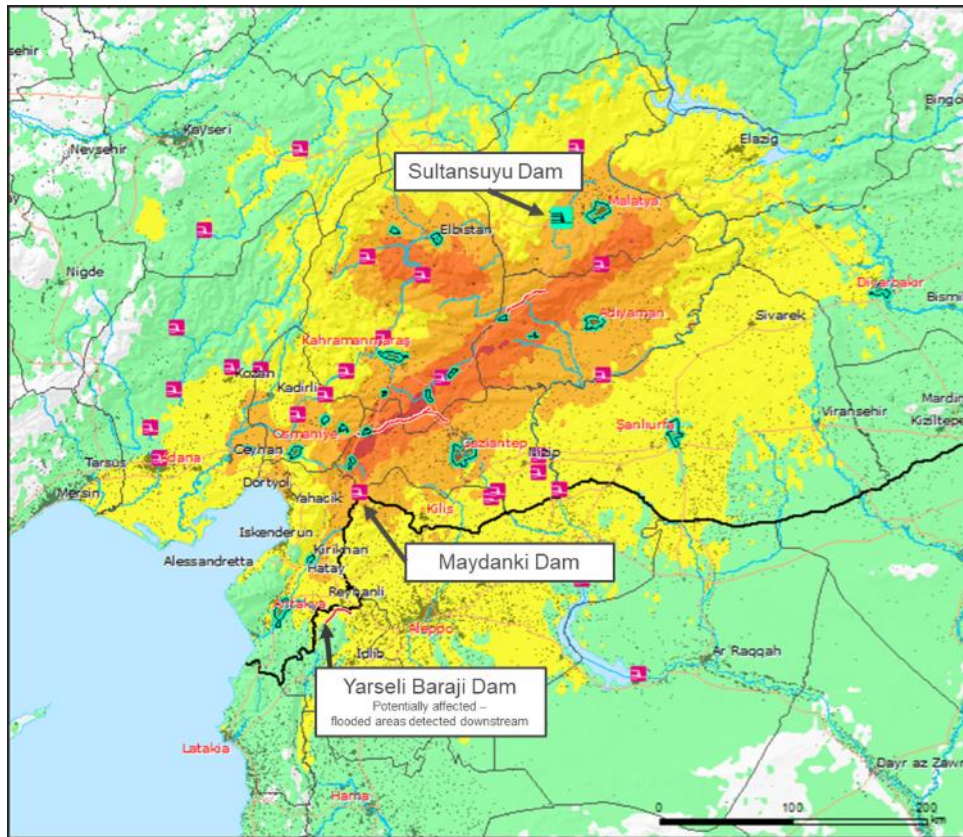 sehir
Kayseri
Nevsehir
Bingol
Elazig
Sultansuyu Dam
Malatya
Elbistan
Nigde
Diyarbakir
Bismil
Adiyaman
Sivarek
Kahramanmaraş
Kozan
Kadirli
Mardin
Viransehir
Kiziltepe
Osmaniye
Şanlıurfa
Gaziantep
Ceyhan
Nizip
Adana
Tarsus
Dortyol
Mersin
Yahacik
Kilis
Iskenderun
Kirikhan
Alessandretta
Hatay
Maydanki Dam
Reyhanli
Antakya
Aleppo
Idlib
Ar Raqqah
Yarseli Baraji Dam
Potentially affected –
flooded areas detected downstream
Latakia
Dayr az Zawr
Hama
0 100 200
km